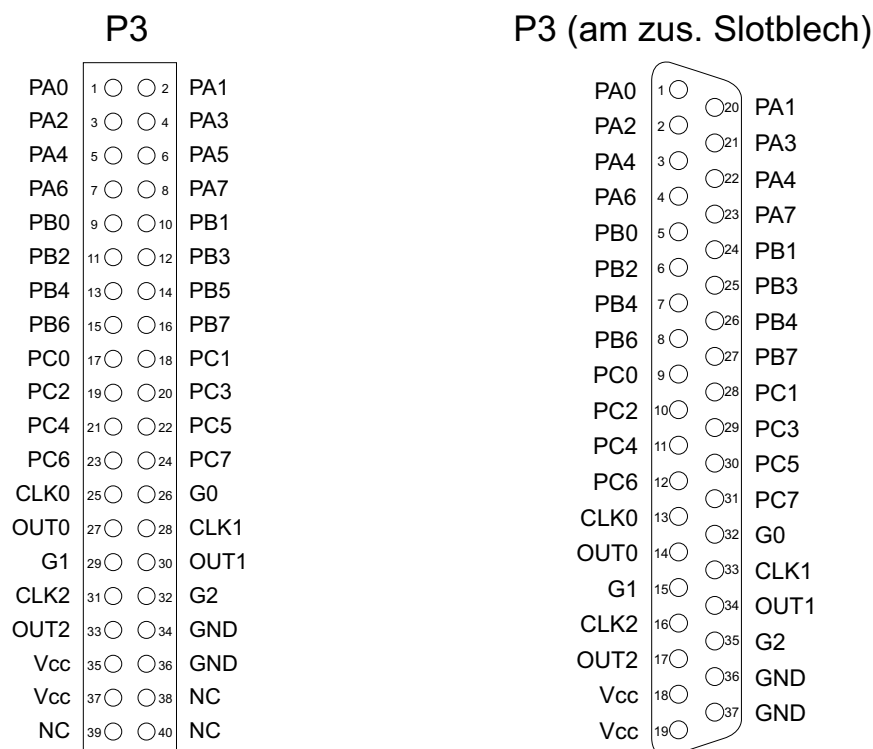 P3
PA0 1 2 PA1
PA2 3 4 PA3
PA4 5 6 PA5
PA6 7 8 PA7
PB0 9 10 PB1
PB2 11 12 PB3
PB4 13 14 PB5
PB6 15 16 PB7
PC0 17 18 PC1
PC2 19 20 PC3
PC4 21 22 PC5
PC6 23 24 PC7
CLK0 25 26 G0
OUT0 27 28 CLK1
G1 29 30 OUT1
CLK2 31 32 G2
OUT2 33 34 GND
Vcc 35 36 GND
Vcc 37 38 NC
NC 39 40 NC
P3 (am zus. Slotblech)
PA0 1
20 PA1
PA2 2
21 PA3
PA4 3
22 PA4
PA6 4
23 PA7
PB0 5
24 PB1
PB2 6
25 PB3
PB4 7
26 PB4
PB6 8
27 PB7
PC0 9
28 PC1
PC2 10
29 PC3
PC4 11
30 PC5
PC6 12
31 PC7
CLK0 13
32 G0
OUT0 14
33 CLK1
G1 15
34 OUT1
CLK2 16
35 G2
OUT2 17
36 GND
Vcc 18
37 GND
Vcc 19